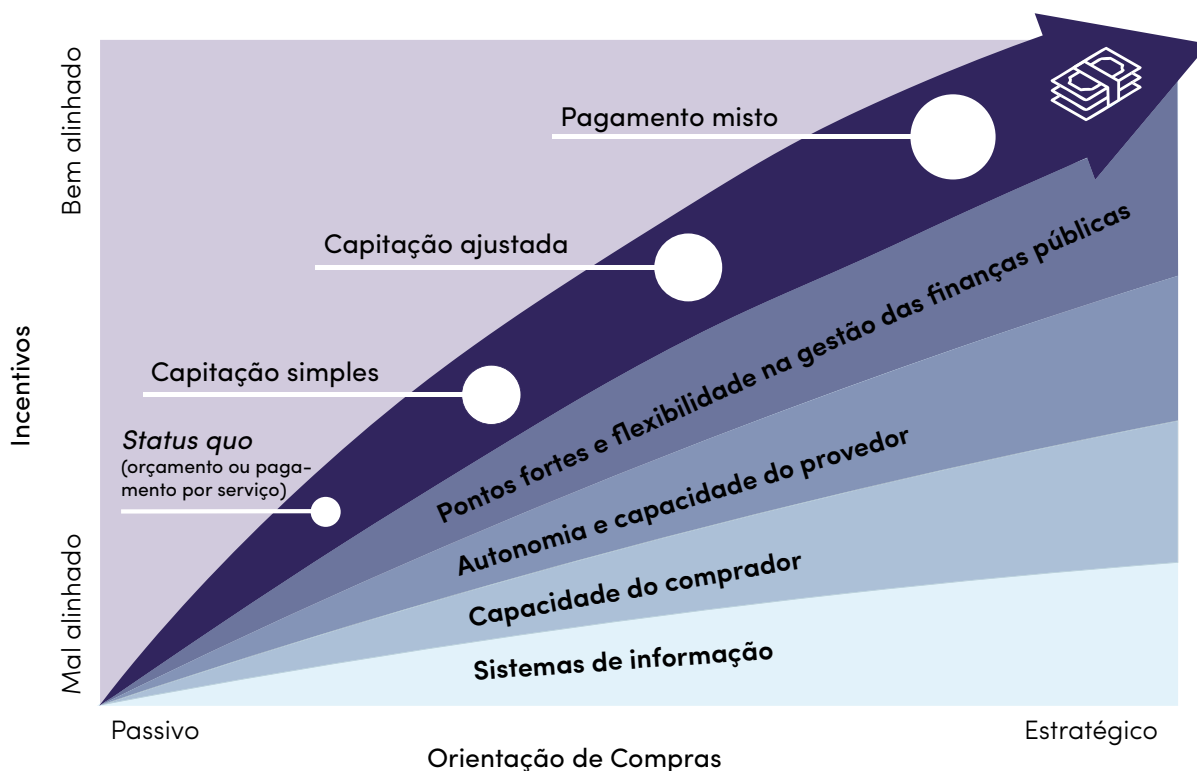 Bem alinhado
Incentivos
Mal alinhado
Pagamento misto
Capitação ajustada
Capitação simples
Status quo
(orçamento ou paga-
mento por serviço)
Pontos fortes e flexibilidade na gestão das finanças públicas
Autonomia e capacidade do provedor
Capacidade do comprador
Sistemas de informação
Passivo
Estratégico
Orientação de Compras